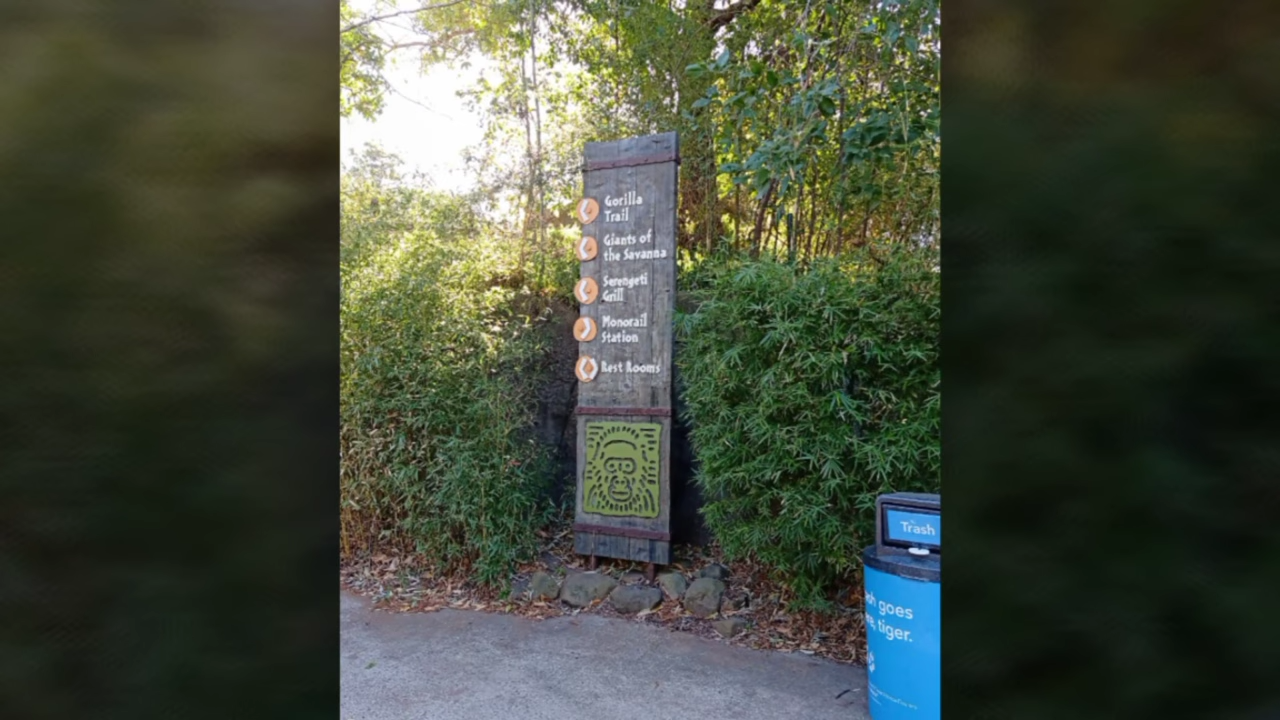 Gorilla
Trail
Giants of
the Savanna
Serengeti
Grill
Monorail
Station
Rest Rooms
Trash
goes
tiger.